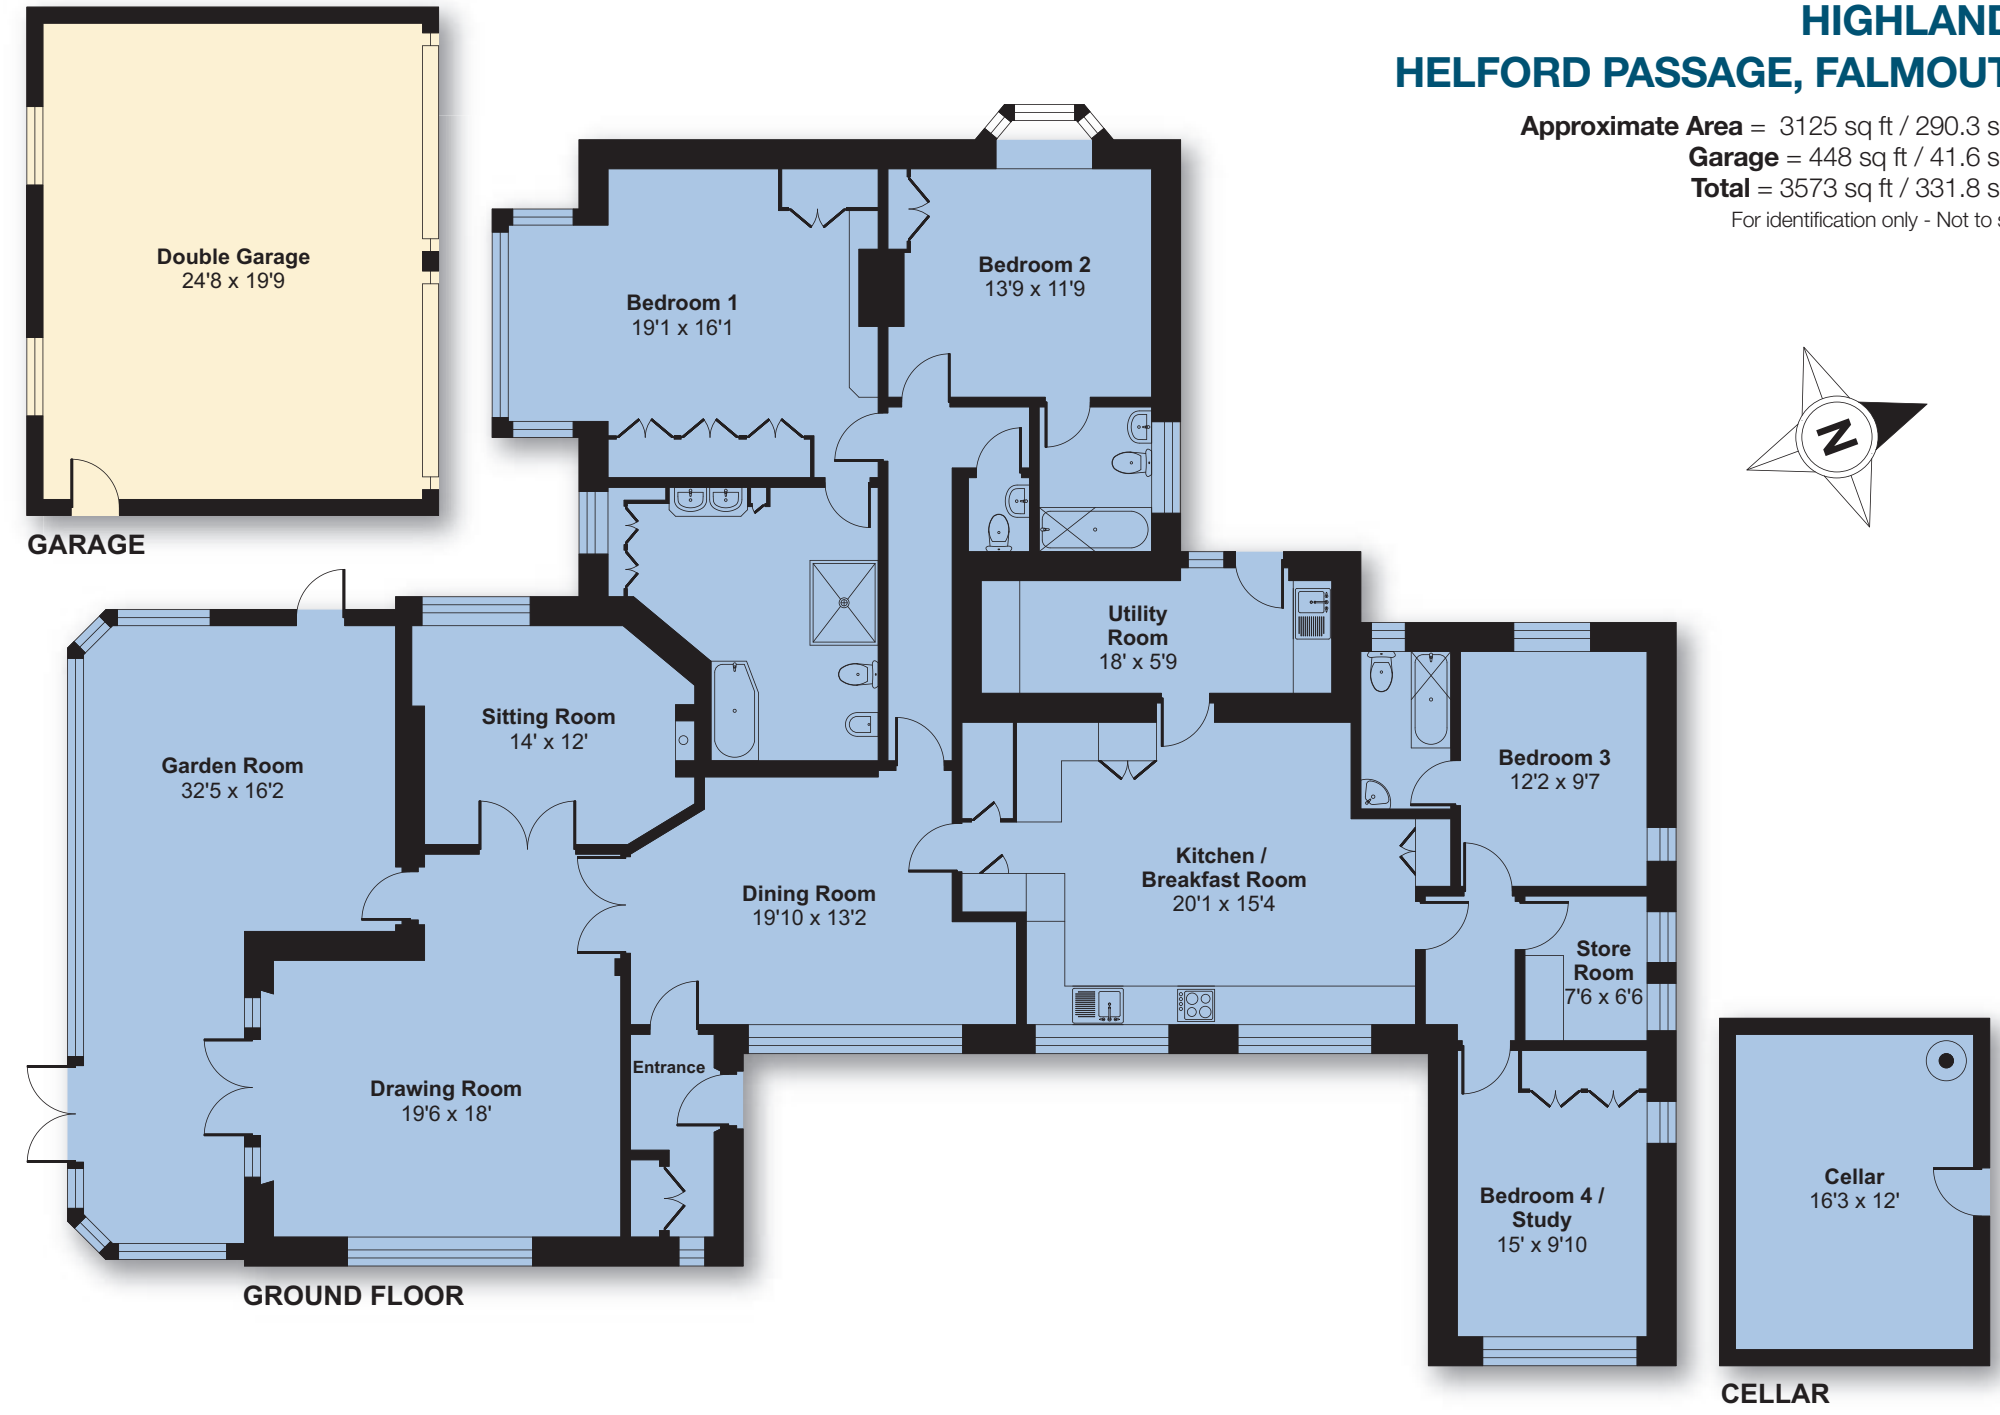 HIGHLAND
HELFORD PASSAGE, FALMOUT
Approximate Area = 3125 sq ft / 290.3 s
Garage = 448 sq ft / 41.6 s
Total = 3573 sq ft / 331.8 s
For identification only - Not to s
Double Garage
24'8 x 19'9
GARAGE
Bedroom 1
19'1 x 16'1
Bedroom 2
13'9 x 11'9
N
Utility
Room
18' x 5'9
Sitting Room
14' x 12'
Garden Room
32'5 x 16'2
Bedroom 3
12'2 x 9'7
Kitchen /
Breakfast Room
20'1 x 15'4
Dining Room
19'10 x 13'2
Store
Room
7'6 x 6'6
Entrance
Drawing Room
19'6 x 18'
Bedroom 4 /
Study
15' x 9'10
Cellar
16'3 x 12'
GROUND FLOOR
CELLAR